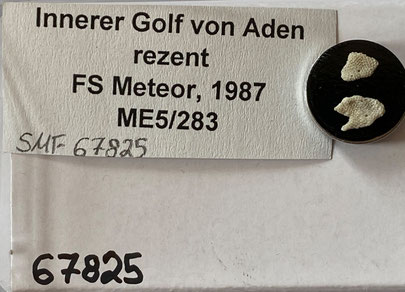 Innerer Golf von Aden
rezent
FS Meteor, 1987
ME5/283
SMF 67825
67825